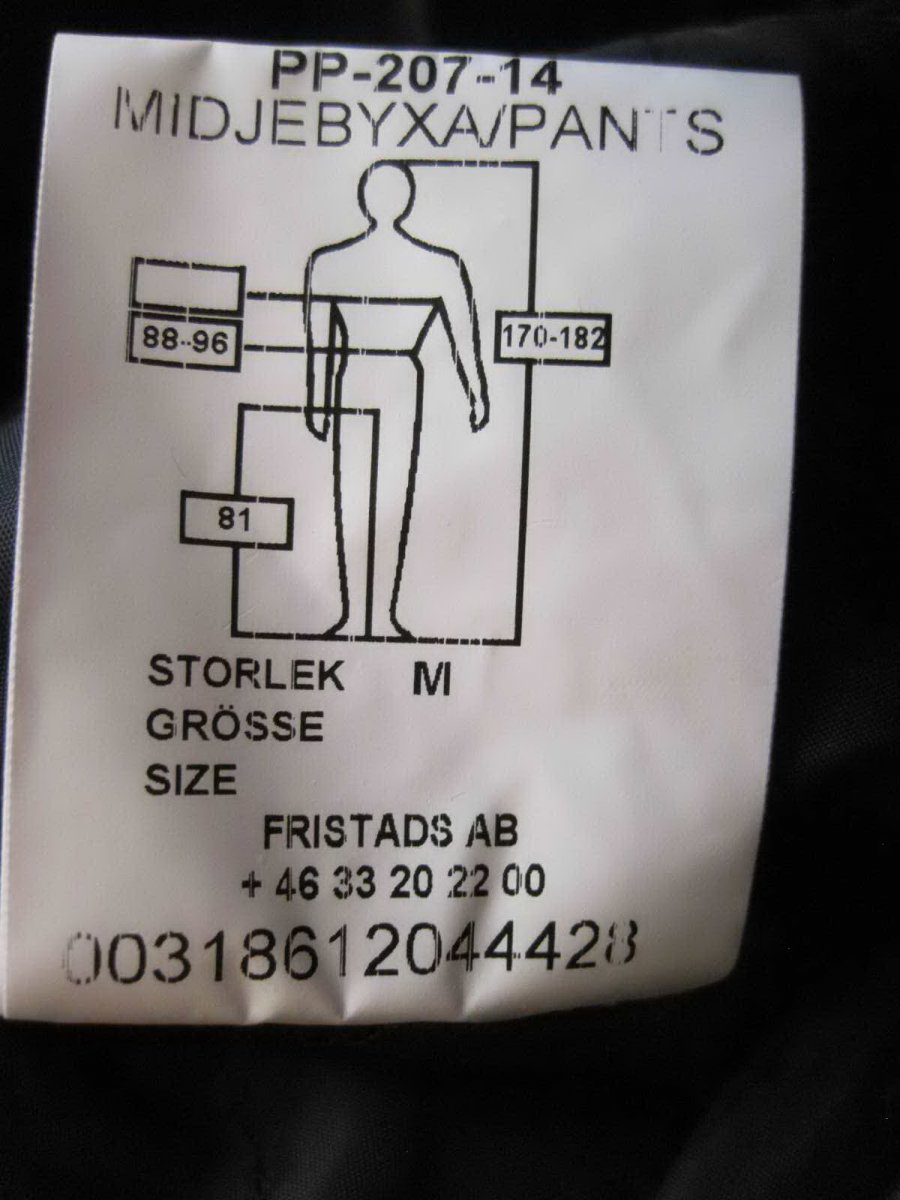 PP-207-14
MIDJEBYXA/PANTS
88-96
170-182
81
STORLEK M
GRÖSSE
SIZE
FRISTADS AB
+ 46 33 20 22 00
00318612044428